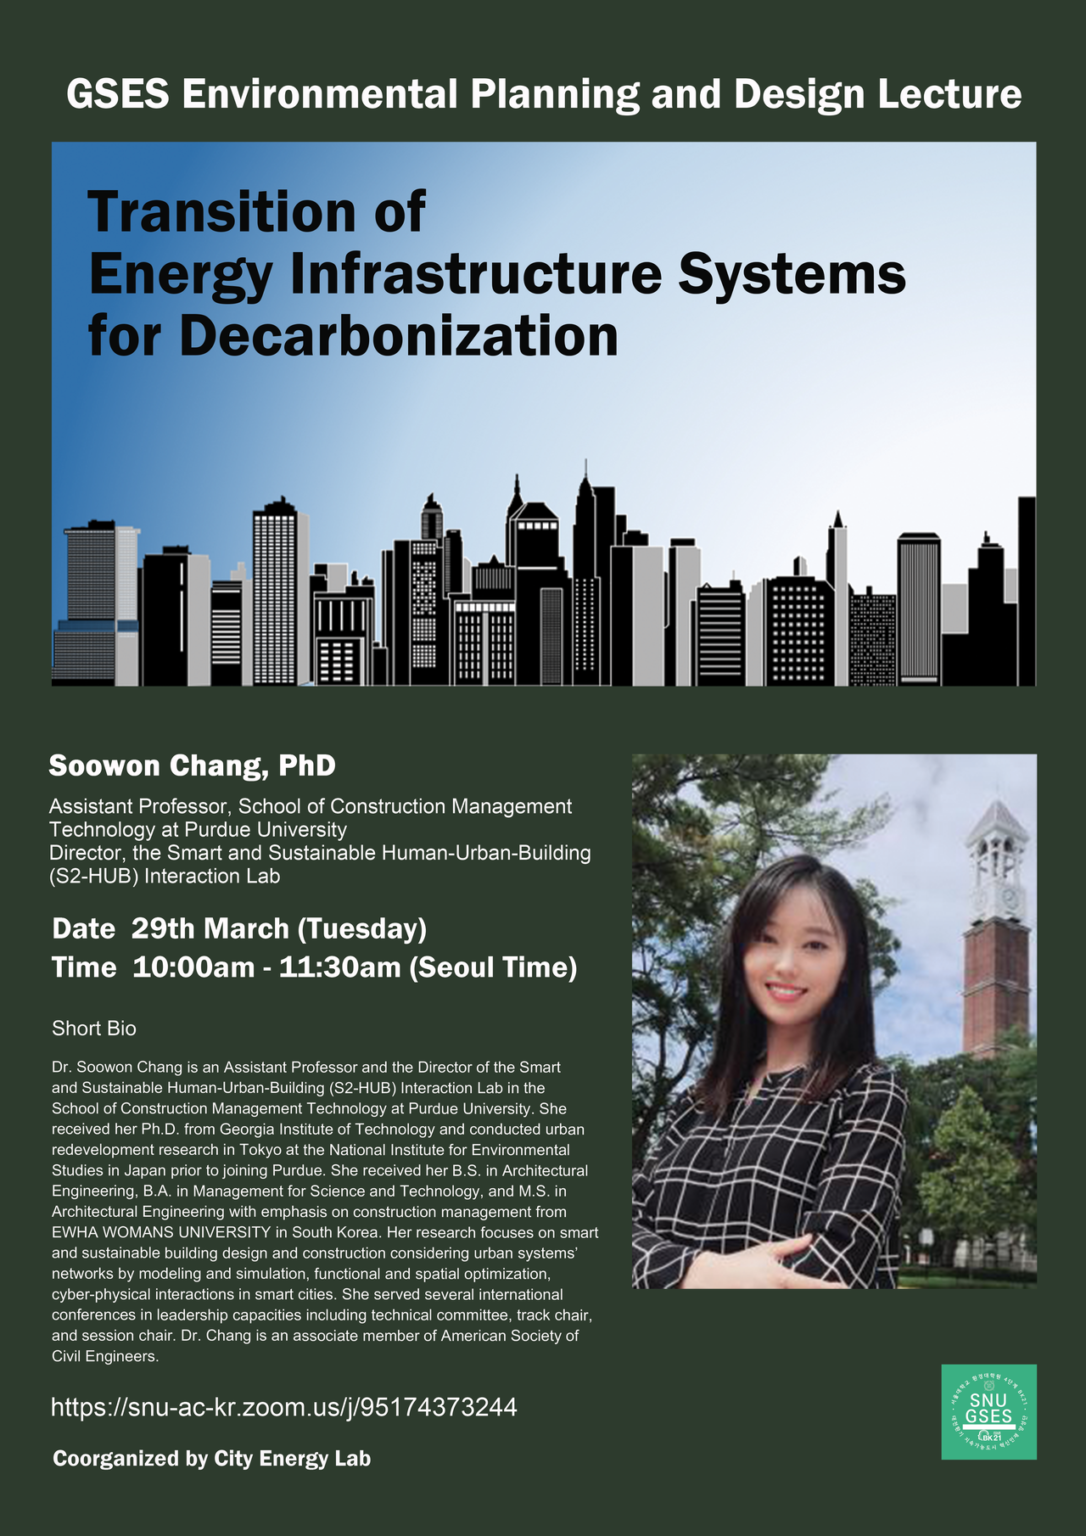 GSES Environmental Planning and Design Lecture
Transition of
Energy Infrastructure Systems
for Decarbonization
Soowon Chang, PhD
Assistant Professor, School of Construction Management
Technology at Purdue University
Director, the Smart and Sustainable Human-Urban-Building
(S2-HUB) Interaction Lab
Date  29th March (Tuesday)
Time  10:00am - 11:30am (Seoul Time)
Short Bio
Dr. Soowon Chang is an Assistant Professor and the Director of the Smart
and Sustainable Human-Urban-Building (S2-HUB) Interaction Lab in the
School of Construction Management Technology at Purdue University. She
received her Ph.D. from Georgia Institute of Technology and conducted urban
redevelopment research in Tokyo at the National Institute for Environmental
Studies in Japan prior to joining Purdue. She received her B.S. in Architectural
Engineering, B.A. in Management for Science and Technology, and M.S. in
Architectural Engineering with emphasis on construction management from
EWHA WOMANS UNIVERSITY in South Korea. Her research focuses on smart
and sustainable building design and construction considering urban systems’
networks by modeling and simulation, functional and spatial optimization,
cyber-physical interactions in smart cities. She served several international
conferences in leadership capacities including technical committee, track chair,
and session chair. Dr. Chang is an associate member of American Society of
Civil Engineers.
https://snu-ac-kr.zoom.us/j/95174373244
Coorganized by City Energy Lab
SNU
GSES
BK21